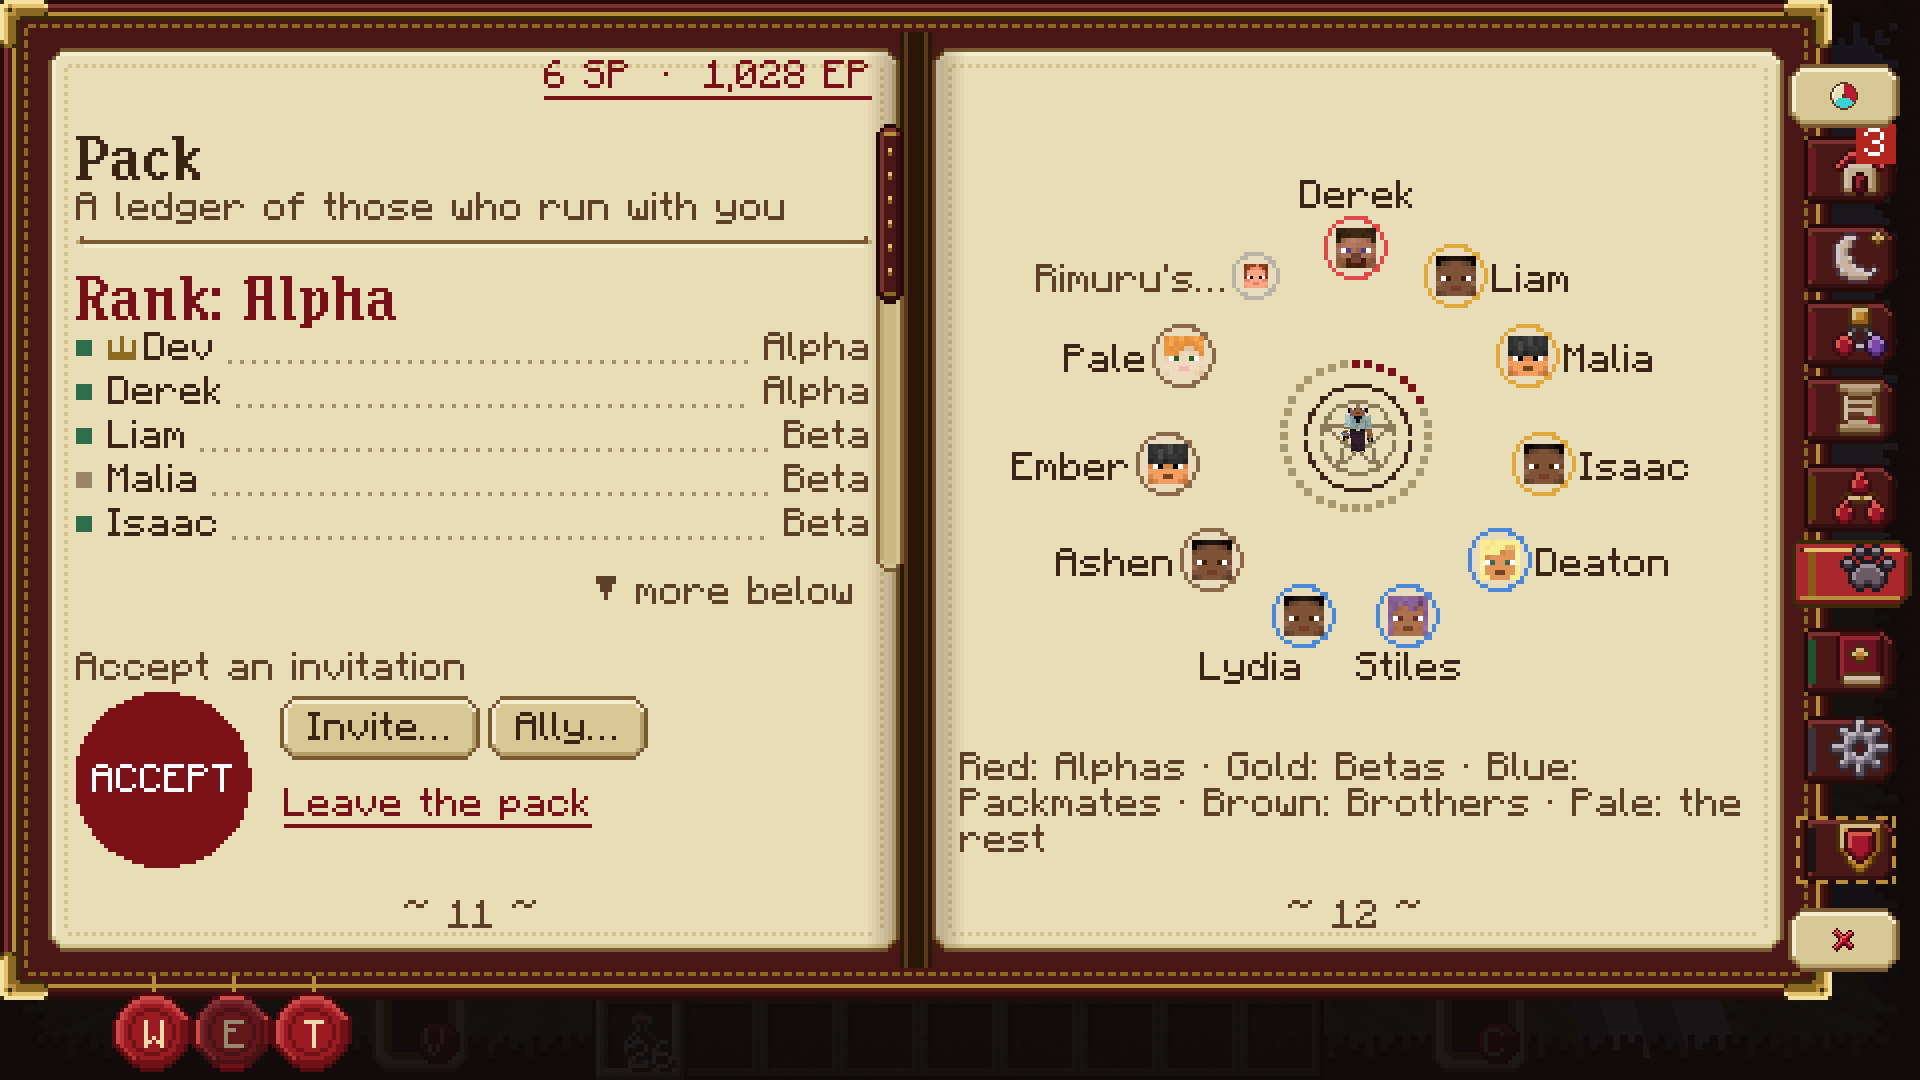 6 SP · 1,028 EP
Pack
A ledger of those who run with you
Rank: Alpha
Dev Alpha
Derek Alpha
Liam Beta
Malia Beta
Isaac Beta
▼ more below
Accept an invitation
ACCEPT
Invite...
Ally...
Leave the pack
~ 11 ~
Derek
Rimuru's...
Liam
Pale
Malia
Ember
Isaac
Ashen
Deaton
Lydia
Stiles
Red: Alphas · Gold: Betas · Blue:
Packmates · Brown: Brothers · Pale: the
rest
~ 12 ~
3
W E T
26